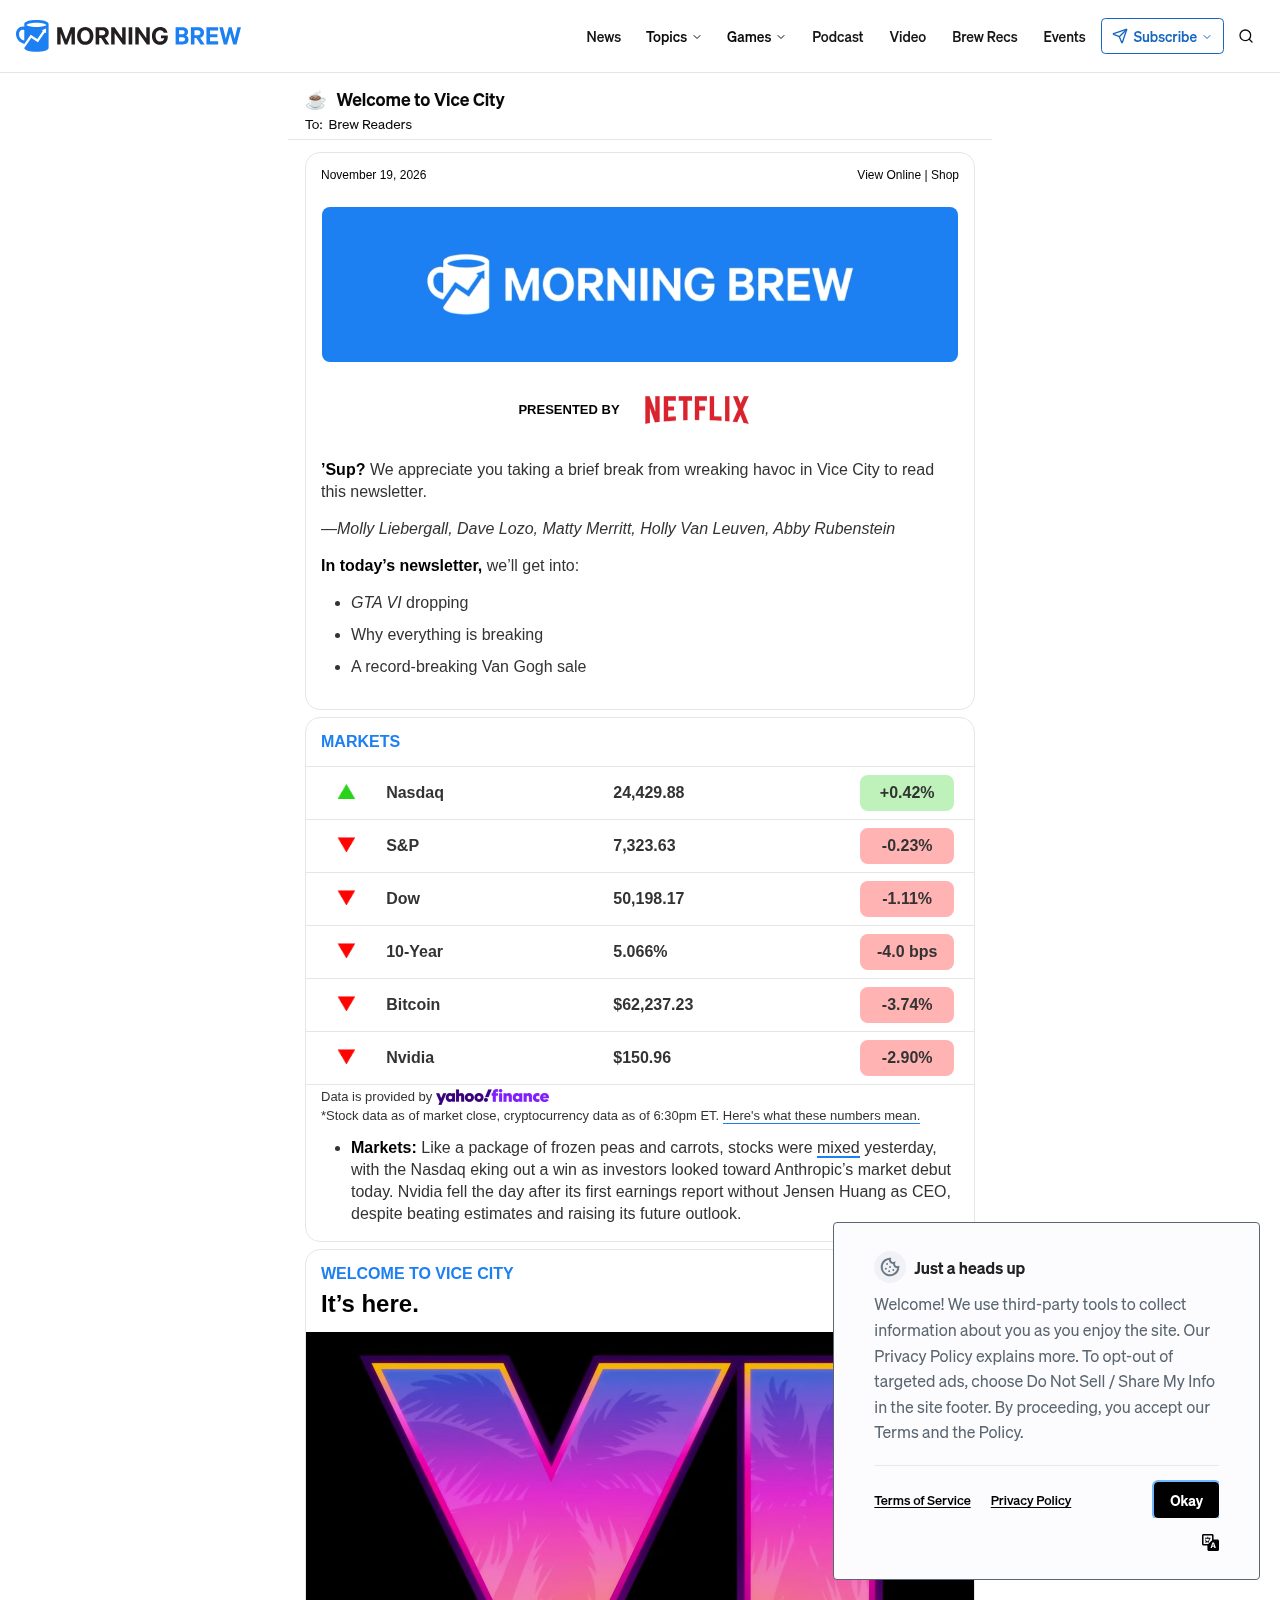 MORNING BREW
News Topics Games Podcast Video Brew Recs Events Subscribe
☕ Welcome to Vice City
To: Brew Readers
November 19, 2026 View Online | Shop
MORNING BREW
PRESENTED BY NETFLIX
’Sup? We appreciate you taking a brief break from wreaking havoc in Vice City to read
this newsletter.
—Molly Liebergall, Dave Lozo, Matty Merritt, Holly Van Leuven, Abby Rubenstein
In today’s newsletter, we’ll get into:
• GTA VI dropping
• Why everything is breaking
• A record-breaking Van Gogh sale
MARKETS
▲ Nasdaq 24,429.88 +0.42%
▼ S&P 7,323.63 -0.23%
▼ Dow 50,198.17 -1.11%
▼ 10-Year 5.066% -4.0 bps
▼ Bitcoin $62,237.23 -3.74%
▼ Nvidia $150.96 -2.90%
Data is provided by yahoo!finance
*Stock data as of market close, cryptocurrency data as of 6:30pm ET. Here's what these numbers mean.
• Markets: Like a package of frozen peas and carrots, stocks were mixed yesterday,
with the Nasdaq eking out a win as investors looked toward Anthropic’s market debut
today. Nvidia fell the day after its first earnings report without Jensen Huang as CEO,
despite beating estimates and raising its future outlook.
WELCOME TO VICE CITY
It’s here.
VI
Just a heads up
Welcome! We use third-party tools to collect
information about you as you enjoy the site. Our
Privacy Policy explains more. To opt-out of
targeted ads, choose Do Not Sell / Share My Info
in the site footer. By proceeding, you accept our
Terms and the Policy.
Terms of Service Privacy Policy Okay